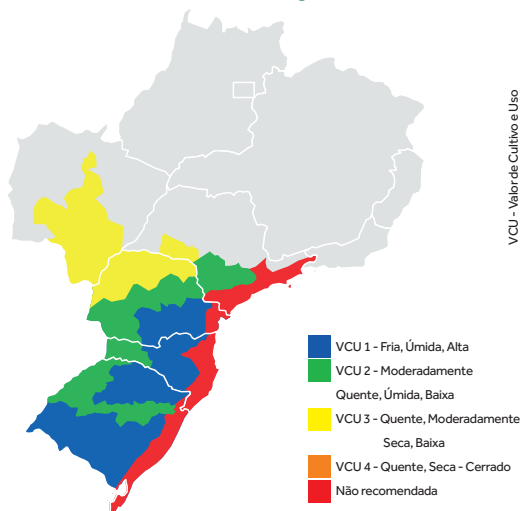 VCU - Valor de Cultivo e Uso
VCU 1 - Fria, Úmida, Alta
VCU 2 - Moderadamente
Quente, Úmida, Baixa
VCU 3 - Quente, Moderadamente
Seca, Baixa
VCU 4 - Quente, Seca - Cerrado
Não recomendada